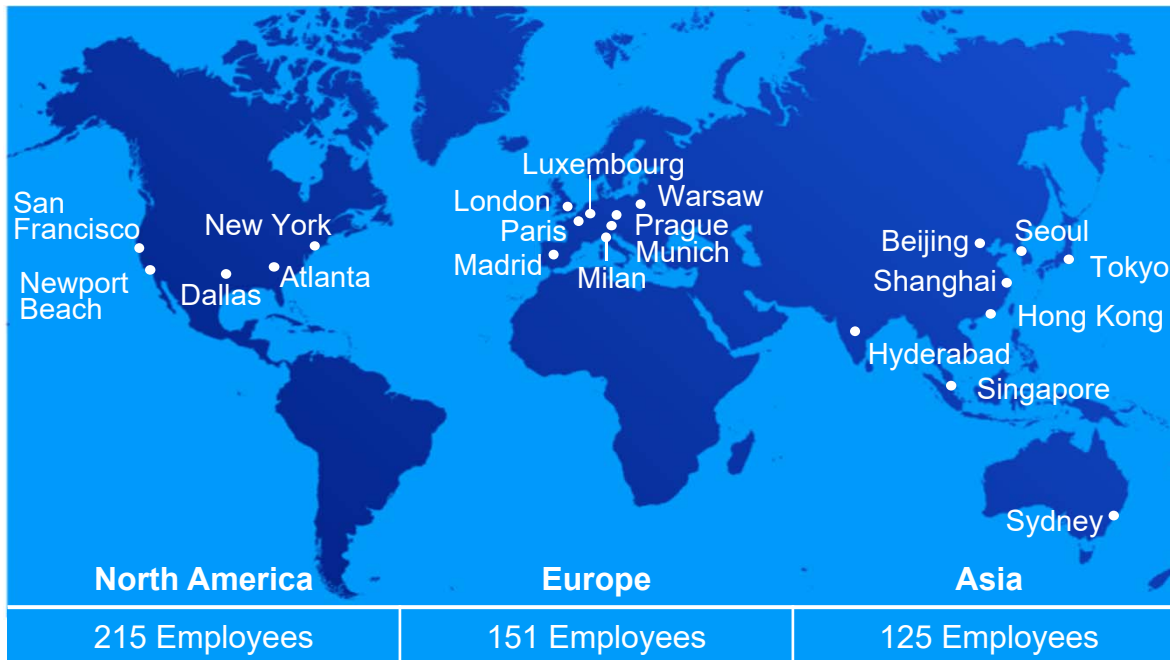 Luxembourg
London
Warsaw
Paris
Prague
Munich
Madrid
Milan
San
Francisco
New York
Newport
Beach
Dallas
Atlanta
Beijing
Seoul
Shanghai
Tokyo
Hong Kong
Hyderabad
Singapore
Sydney
North America
Europe
Asia
215 Employees
151 Employees
125 Employees